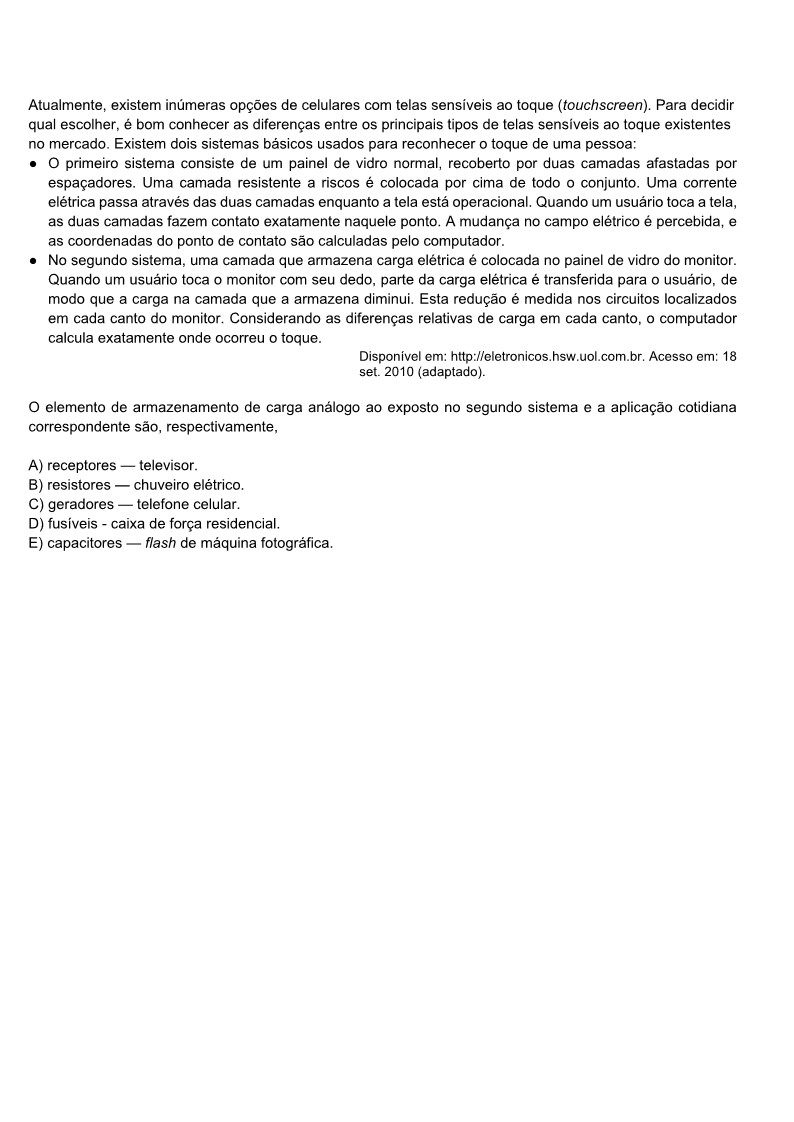 Atualmente, existem inúmeras opções de celulares com telas sensíveis ao toque (touchscreen). Para decidir
qual escolher, é bom conhecer as diferenças entre os principais tipos de telas sensíveis ao toque existentes
no mercado. Existem dois sistemas básicos usados para reconhecer o toque de uma pessoa:
● O primeiro sistema consiste de um painel de vidro normal, recoberto por duas camadas afastadas por
espaçadores. Uma camada resistente a riscos é colocada por cima de todo o conjunto. Uma corrente
elétrica passa através das duas camadas enquanto a tela está operacional. Quando um usuário toca a tela,
as duas camadas fazem contato exatamente naquele ponto. A mudança no campo elétrico é percebida, e
as coordenadas do ponto de contato são calculadas pelo computador.
● No segundo sistema, uma camada que armazena carga elétrica é colocada no painel de vidro do monitor.
Quando um usuário toca o monitor com seu dedo, parte da carga elétrica é transferida para o usuário, de
modo que a carga na camada que a armazena diminui. Esta redução é medida nos circuitos localizados
em cada canto do monitor. Considerando as diferenças relativas de carga em cada canto, o computador
calcula exatamente onde ocorreu o toque.
Disponível em: http://eletronicos.hsw.uol.com.br. Acesso em: 18
set. 2010 (adaptado).
O elemento de armazenamento de carga análogo ao exposto no segundo sistema e a aplicação cotidiana
correspondente são, respectivamente,
A) receptores — televisor.
B) resistores — chuveiro elétrico.
C) geradores — telefone celular.
D) fusíveis - caixa de força residencial.
E) capacitores — flash de máquina fotográfica.